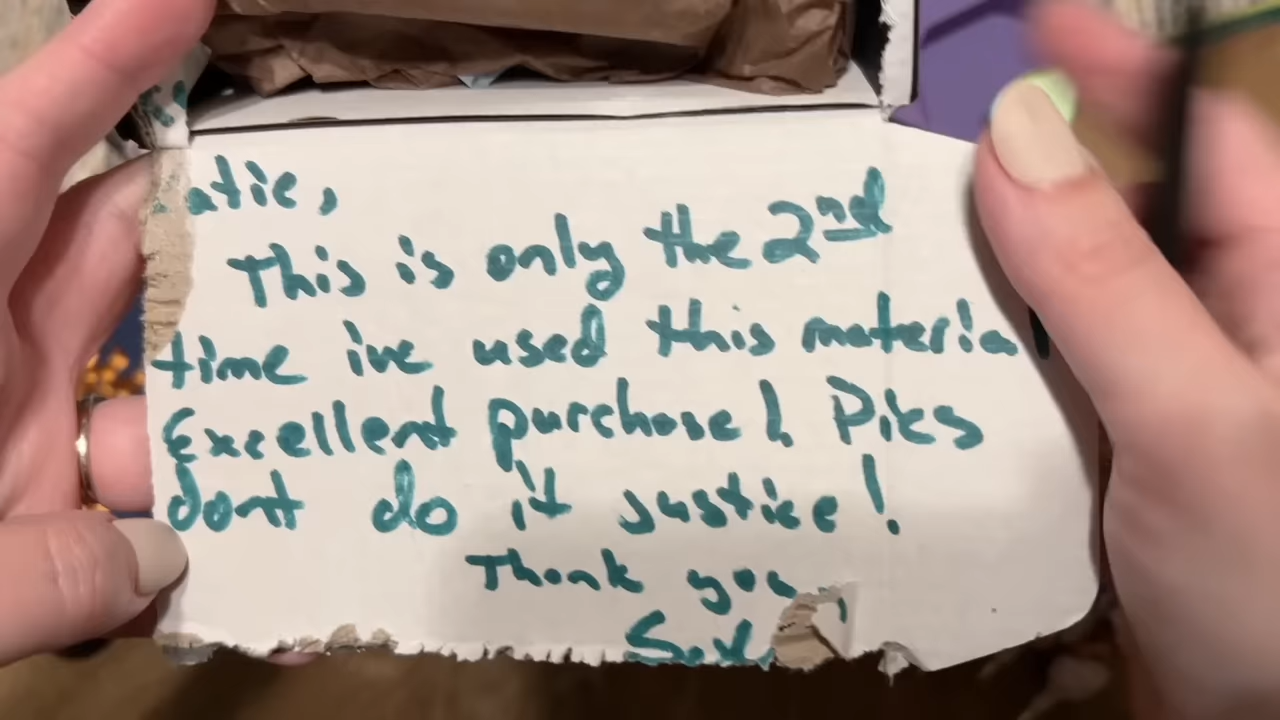 atie,
This is only the 2nd
time ive used this material
Excellent purchase! Pics
dont do it justice!
Thank you,